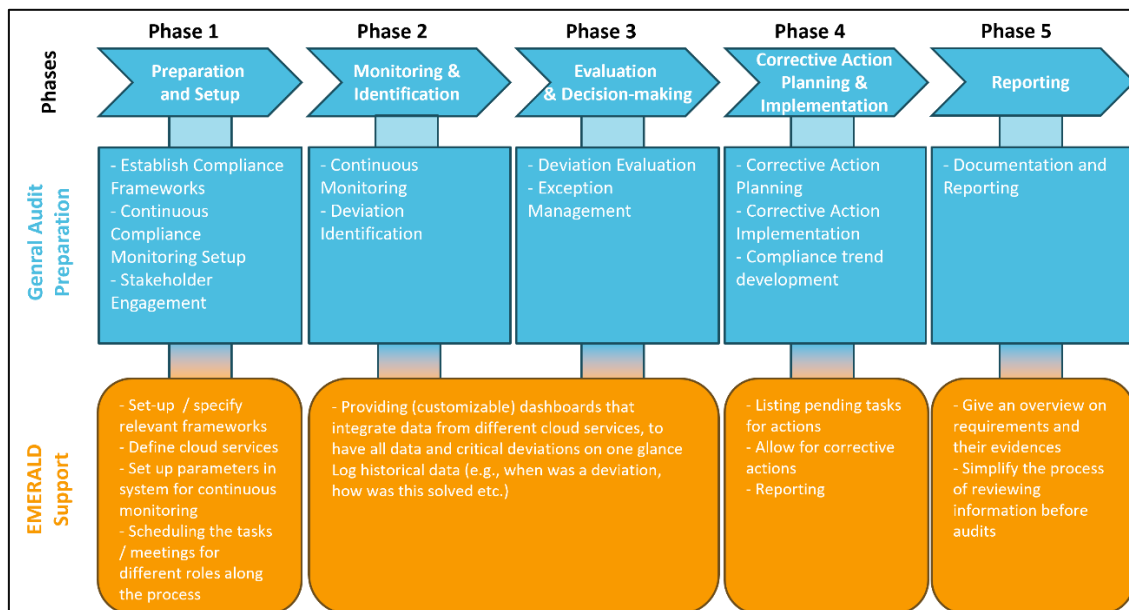 Phase 1
Phase 2
Phase 3
Phase 4
Phase 5
Phases
Preparation
and Setup
Monitoring &
Identification
Evaluation
& Decision-making
Corrective Action
Planning &
Implementation
Reporting
Genral Audit
Preparation
- Establish Compliance
Frameworks
- Continuous
Compliance
Monitoring Setup
- Stakeholder
Engagement
- Continuous
Monitoring
- Deviation
Identification
- Deviation Evaluation
- Exception
Management
- Corrective Action
Planning
- Corrective Action
Implementation
- Compliance trend
development
- Documentation and
Reporting
EMERALD
Support
- Set-up / specify
relevant frameworks
- Define cloud services
- Set up parameters in
system for continuous
monitoring
- Scheduling the tasks
/ meetings for
different roles along
the process
- Providing (customizable) dashboards that
integrate data from different cloud services, to
have all data and critical deviations on one glance
Log historical data (e.g., when was a deviation,
how was this solved etc.)
- Listing pending tasks
for actions
- Allow for corrective
actions
- Reporting
- Give an overview on
requirements and
their evidences
- Simplify the process
of reviewing
information before
audits